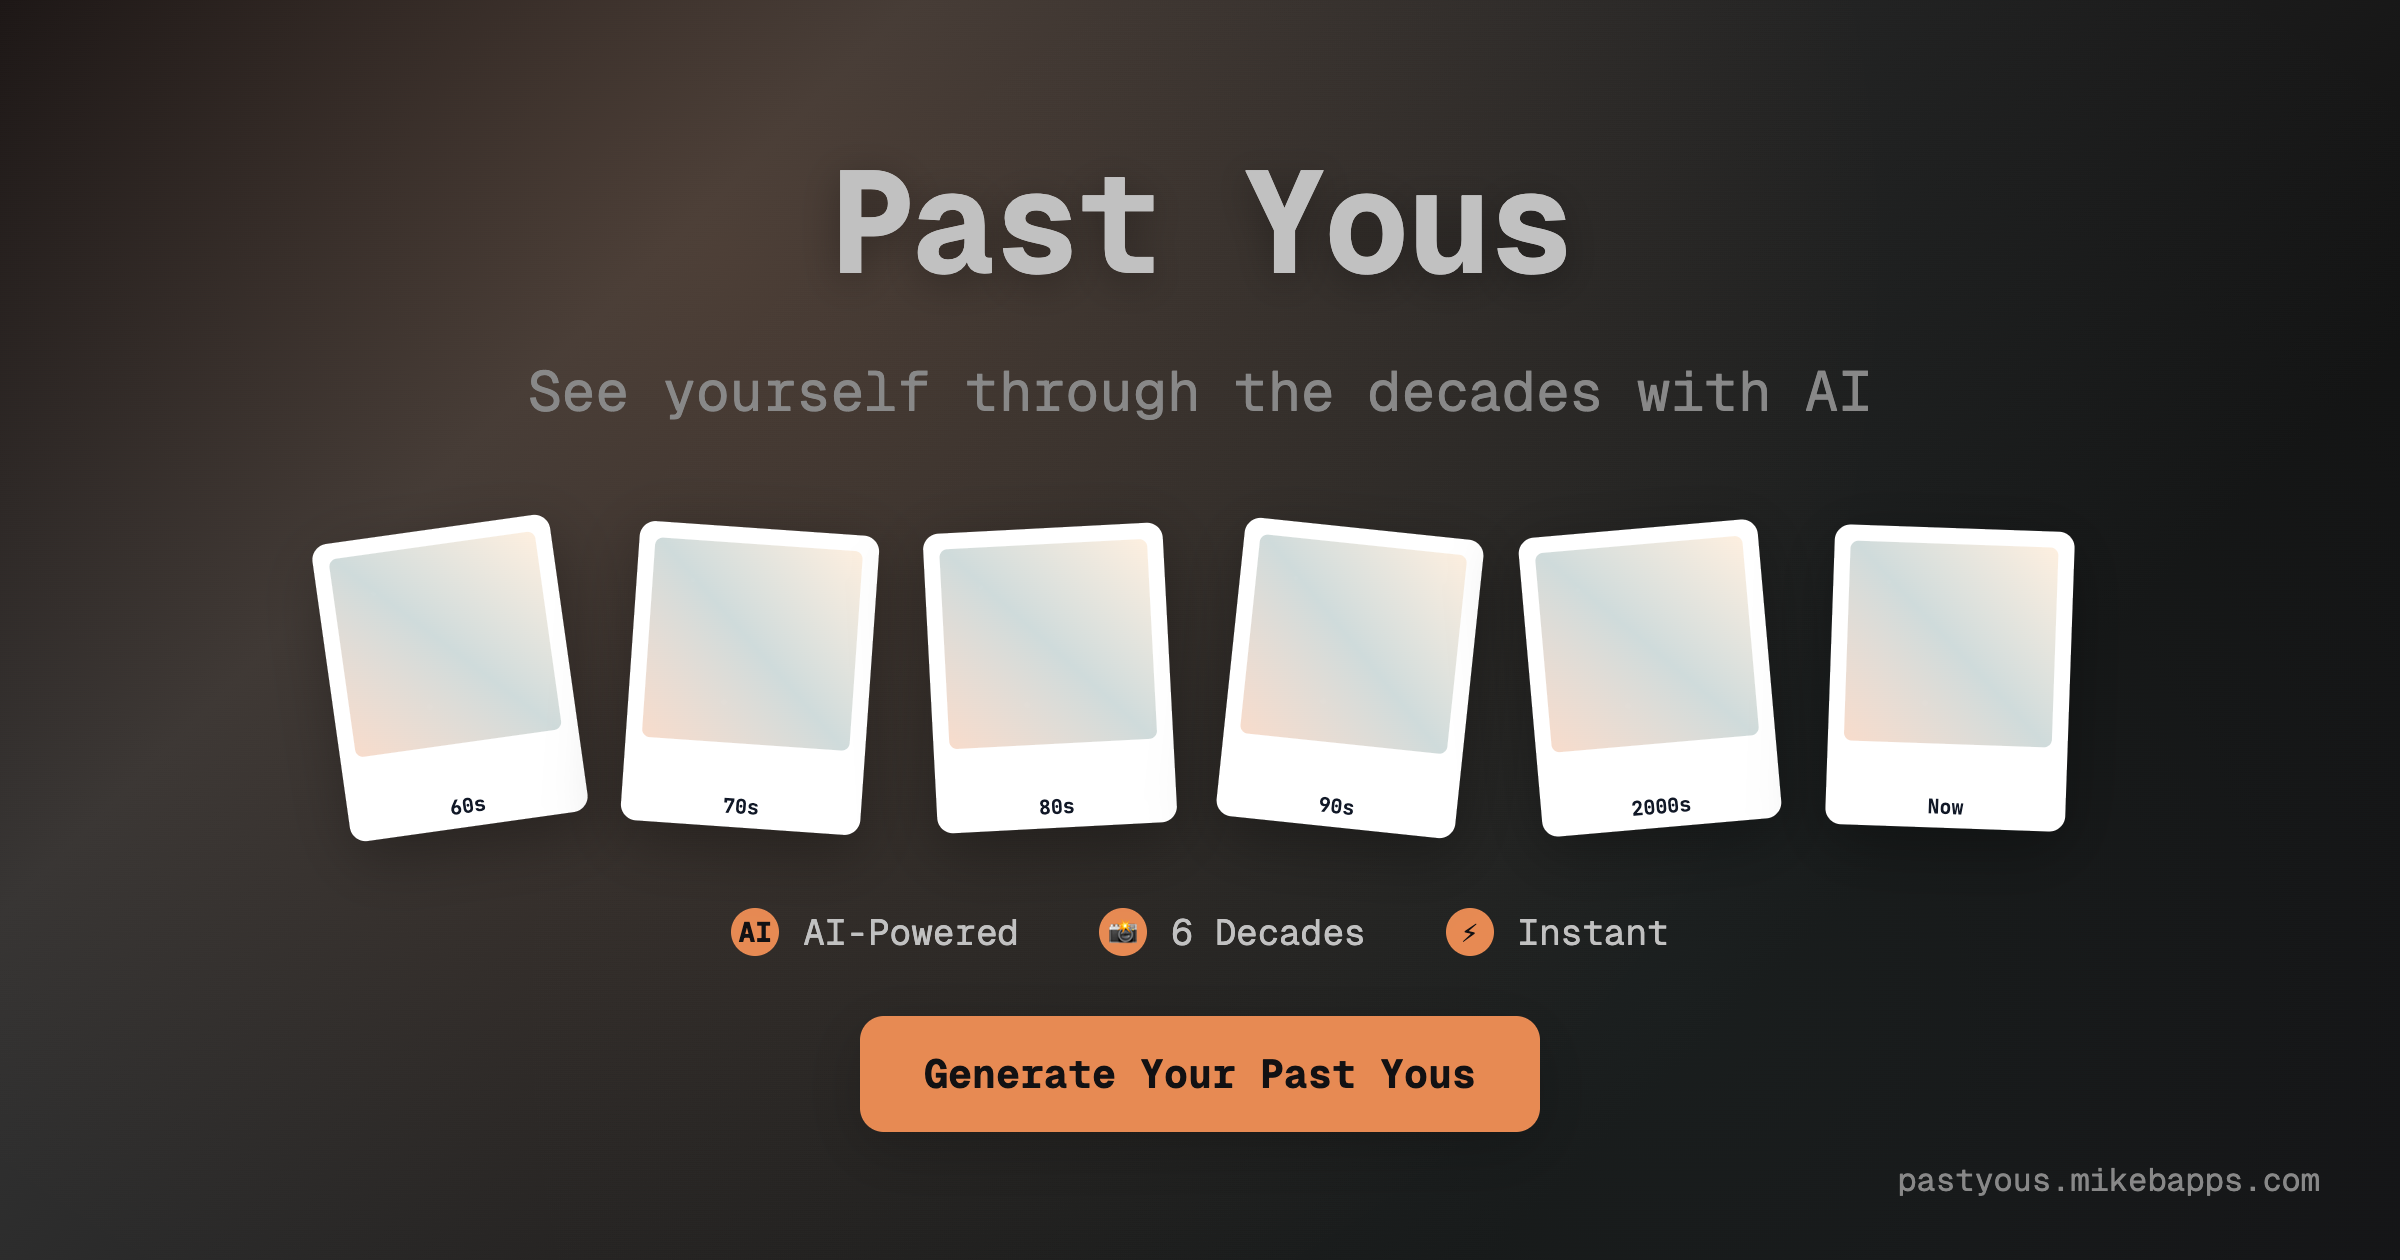 Past Yous
See yourself through the decades with AI
60s
70s
80s
90s
2000s
Now
AI AI-Powered
6 Decades
Instant
Generate Your Past Yous
pastyous.mikebapps.com